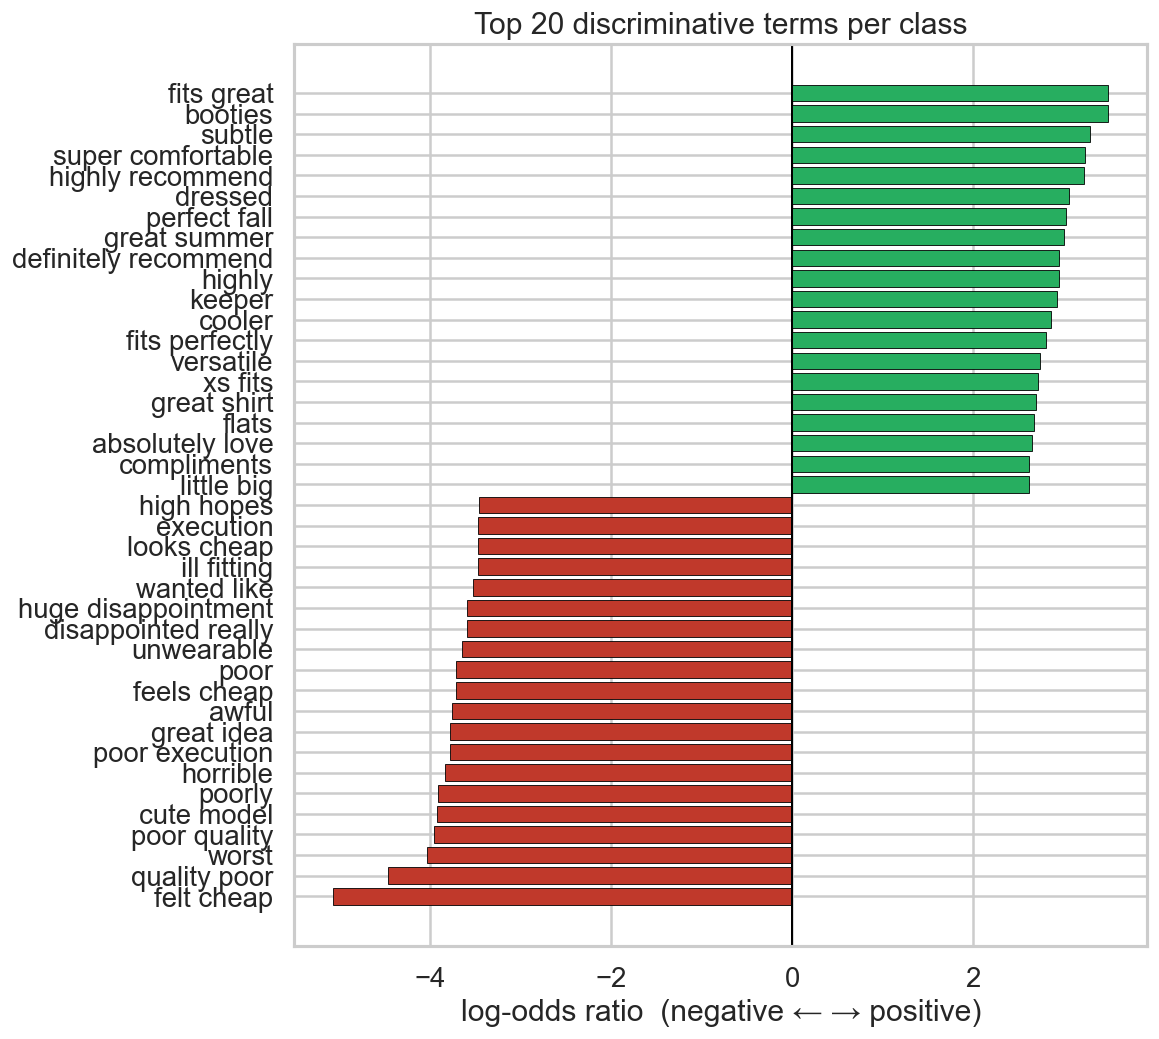 Top 20 discriminative terms per class
fits great
booties
subtle
super comfortable
highly recommend
dressed
perfect fall
great summer
definitely recommend
highly
keeper
cooler
fits perfectly
versatile
xs fits
great shirt
flats
absolutely love
compliments
little big
high hopes
execution
looks cheap
ill fitting
wanted like
huge disappointment
disappointed really
unwearable
poor
feels cheap
awful
great idea
poor execution
horrible
poorly
cute model
poor quality
worst
quality poor
felt cheap
−4 −2 0 2
log-odds ratio  (negative ← → positive)